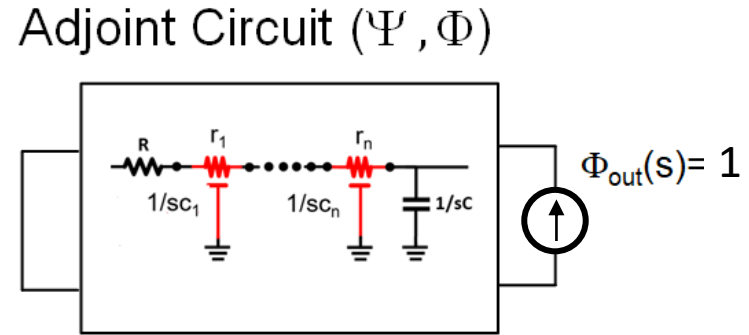 Adjoint Circuit (Ψ,Φ)
R r₁ rₙ
1/sc₁ 1/scₙ 1/sC
Φout(s)= 1